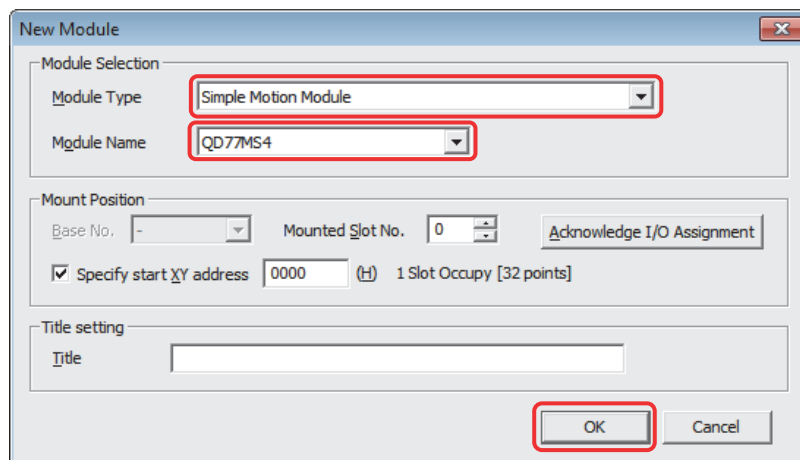 New Module
Module Selection
Module Type Simple Motion Module
Module Name QD77MS4
Mount Position
Base No. - Mounted Slot No. 0 Acknowledge I/O Assignment
Specify start XY address 0000 (H) 1 Slot Occupy [32 points]
Title setting
Title
OK Cancel